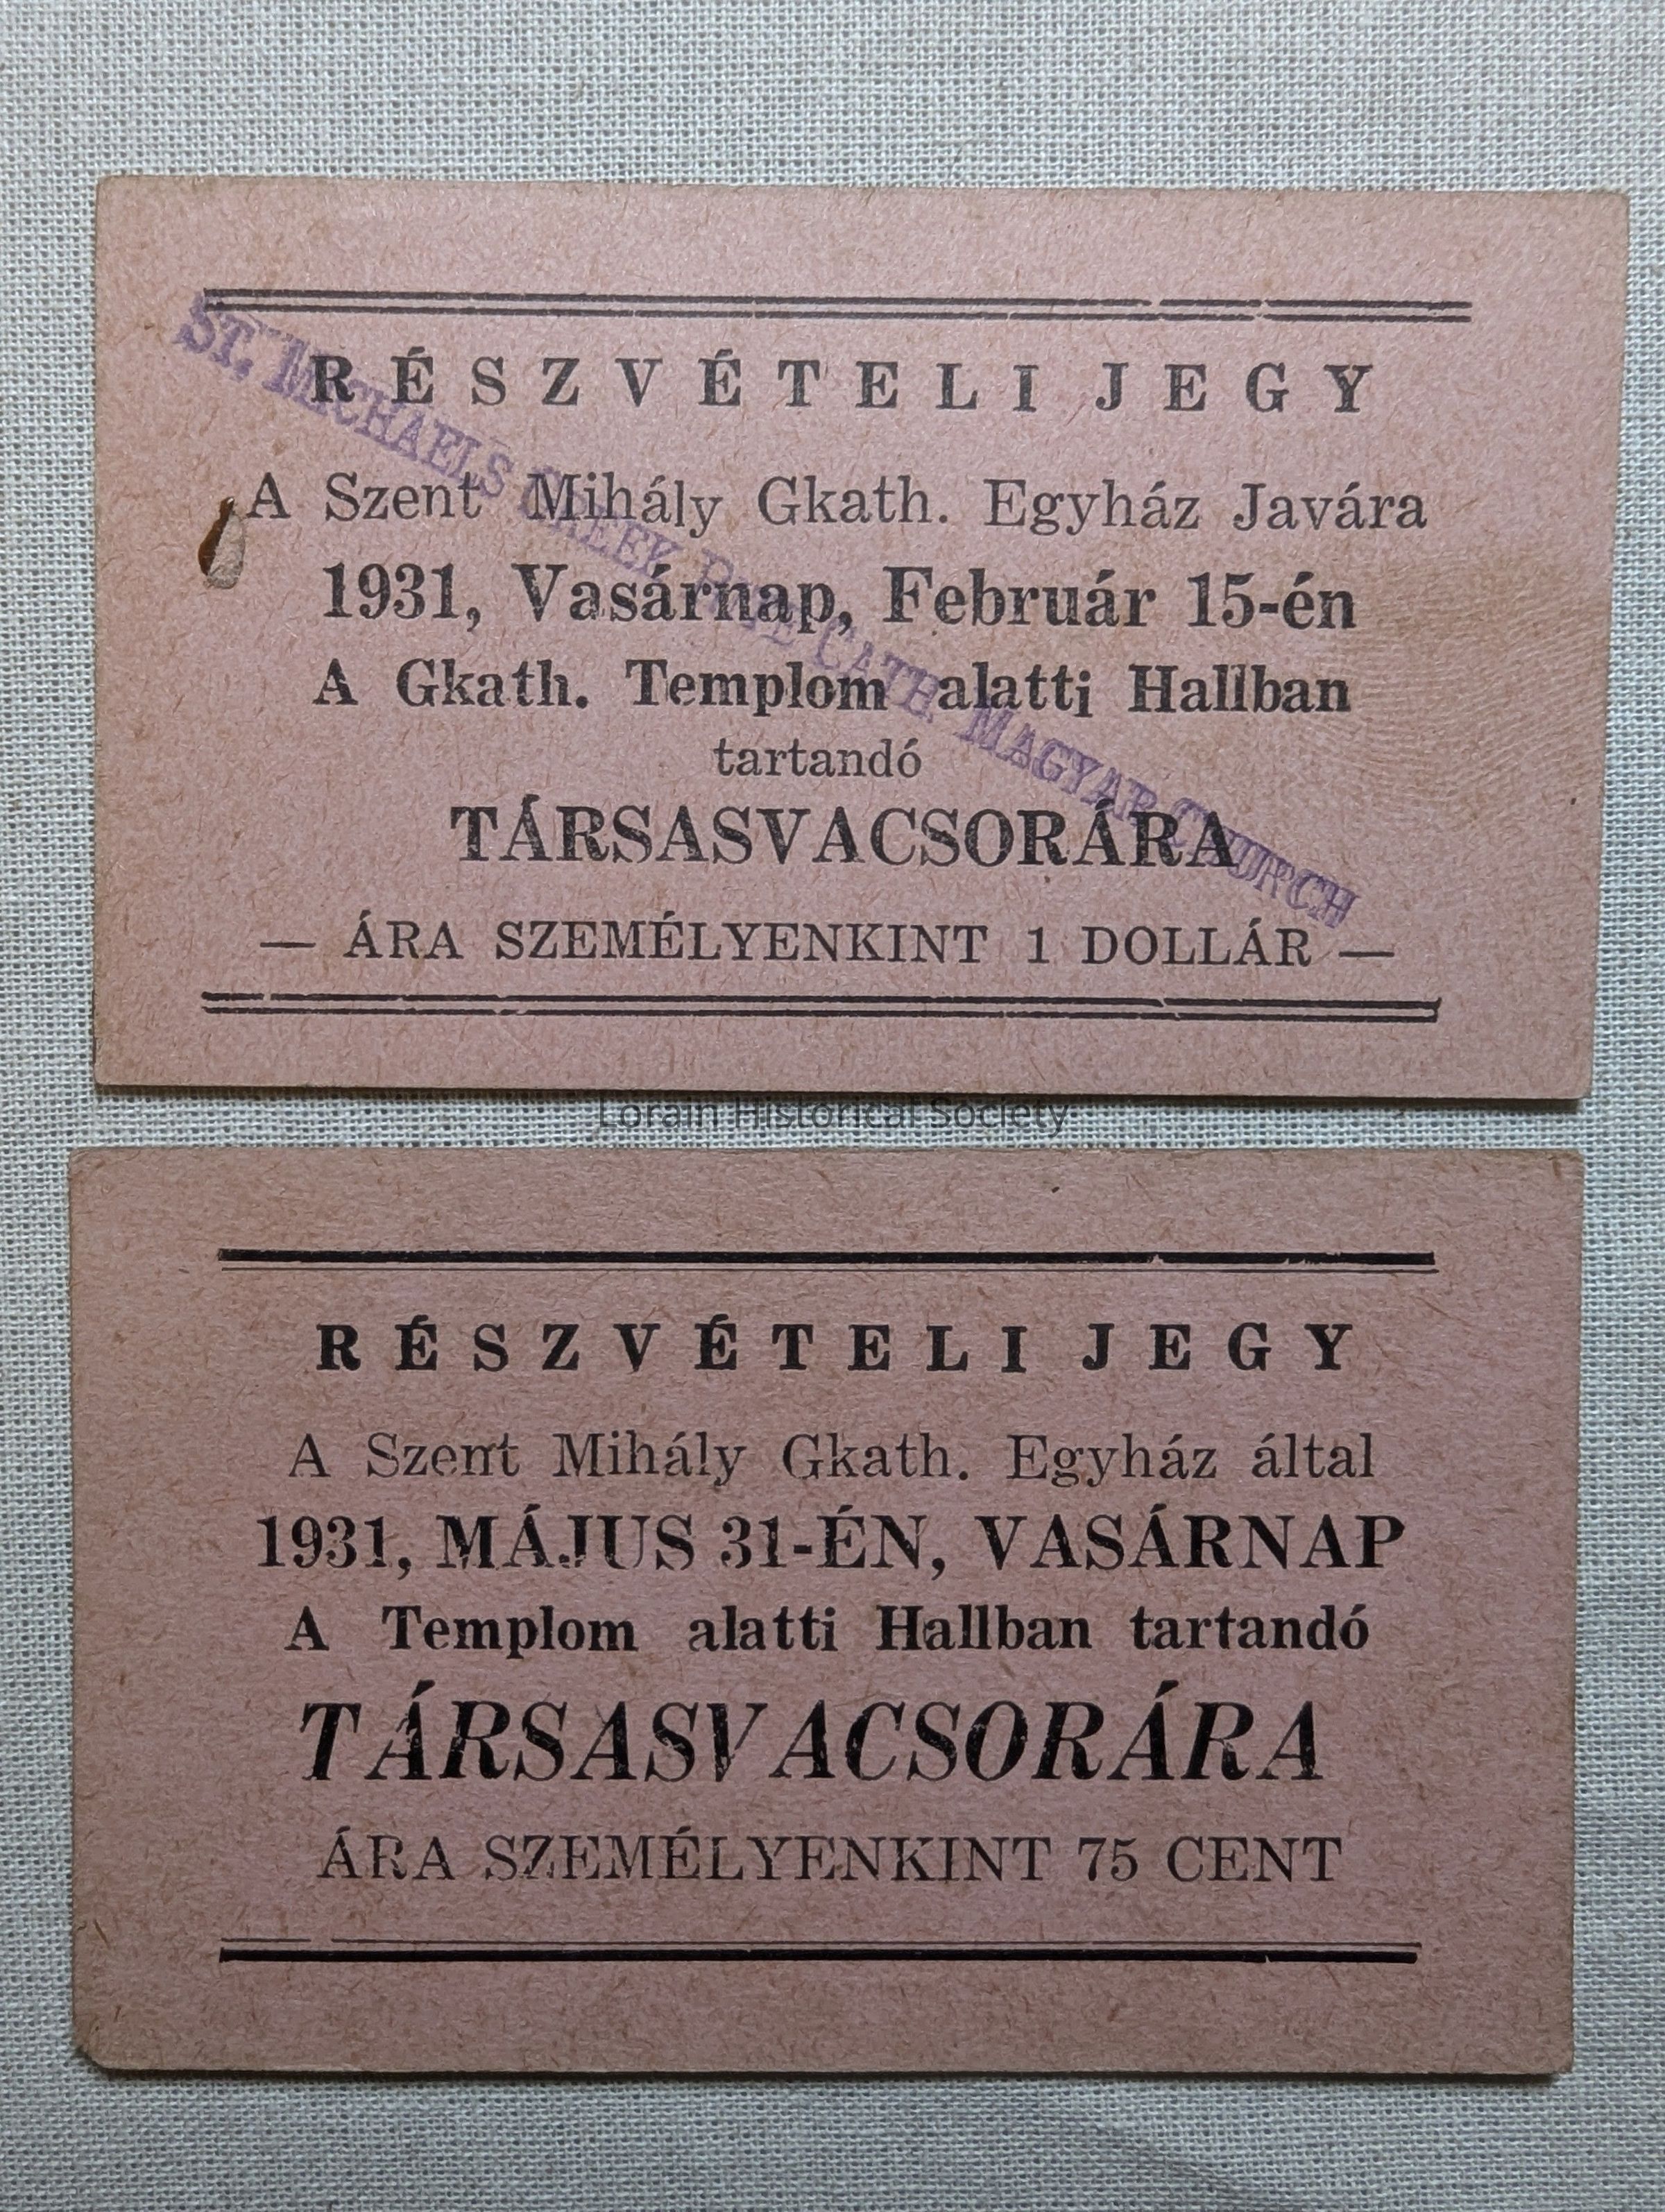 RÉSZVÉTELI JEGY
A Szent Mihály Gkath. Egyház Javára
1931, Vasárnap, Február 15-én
A Gkath. Templom alatti Hallban
tartandó
TÁRSASVACSORÁRA
— ÁRA SZEMÉLYENKINT 1 DOLLÁR —
ST. MICHAELS GREEK RITE CATH. MAGYAR CHURCH
Lorain Historical Society
RÉSZVÉTELI JEGY
A Szent Mihály Gkath. Egyház által
1931, MÁJUS 31-ÉN, VASÁRNAP
A Templom alatti Hallban tartandó
TÁRSASVACSORÁRA
ÁRA SZEMÉLYENKINT 75 CENT